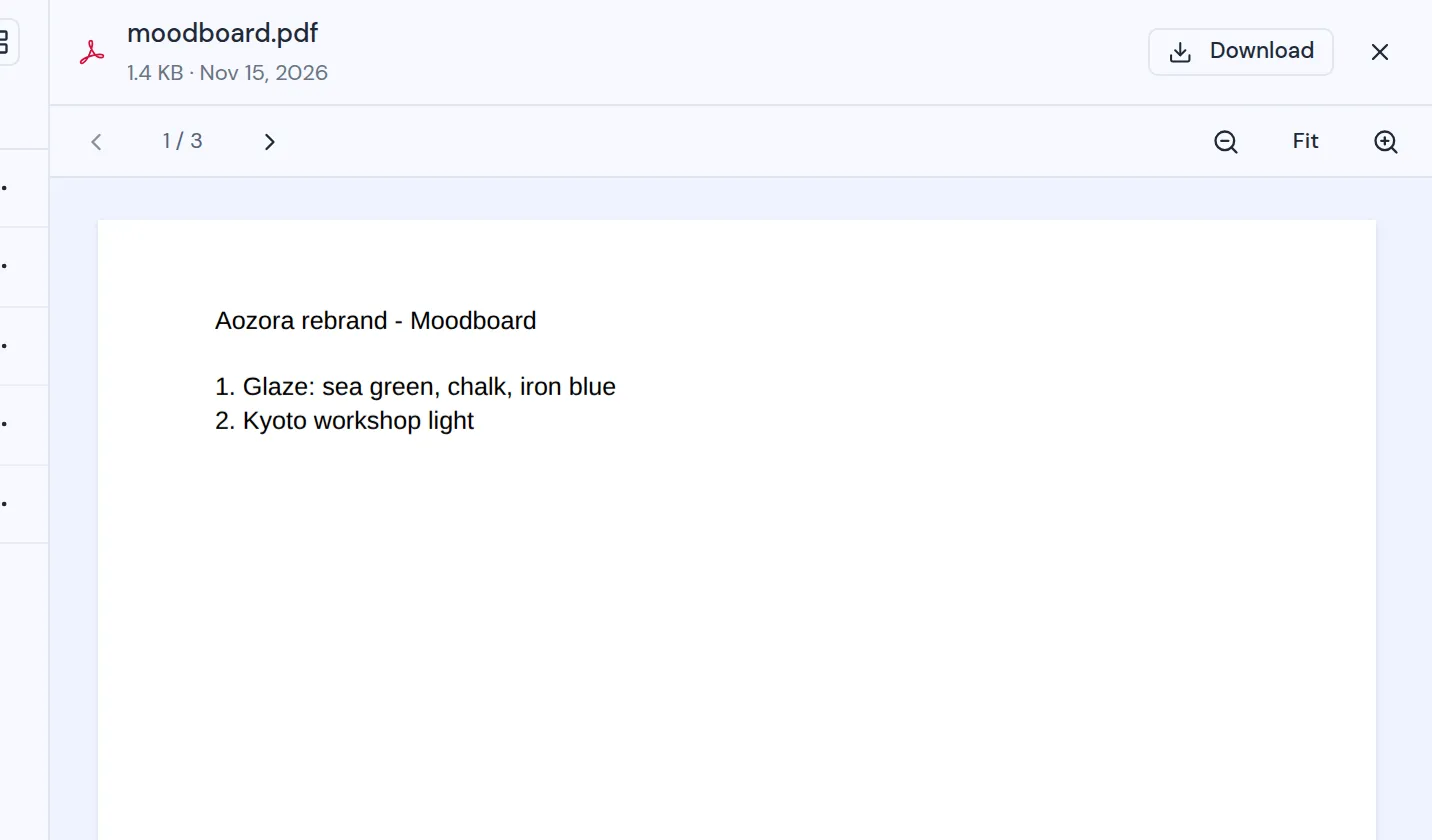 moodboard.pdf
1.4 KB · Nov 15, 2026
Download
1 / 3
Fit
Aozora rebrand - Moodboard
1. Glaze: sea green, chalk, iron blue
2. Kyoto workshop light